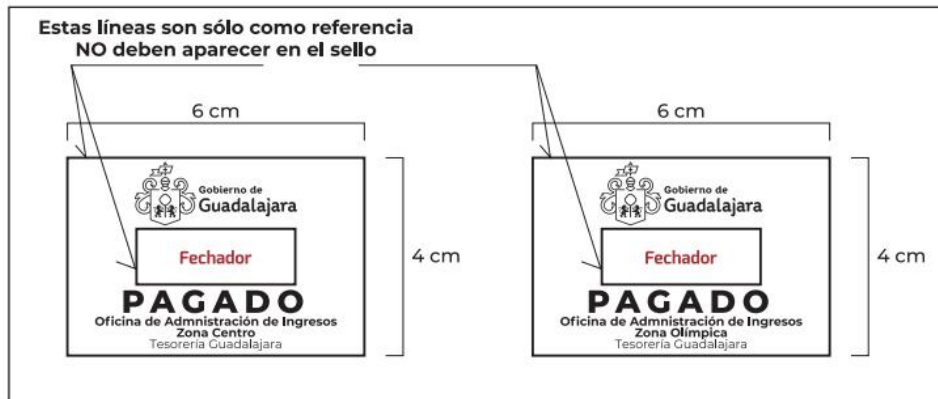 Estas líneas son sólo como referencia
NO deben aparecer en el sello
6 cm
Gobierno de
Guadalajara
Fechador
PAGADO
Oficina de Admnistración de Ingresos
Zona Centro
Tesorería Guadalajara
4 cm
6 cm
Gobierno de
Guadalajara
Fechador
PAGADO
Oficina de Admnistración de Ingresos
Zona Olímpica
Tesorería Guadalajara
4 cm